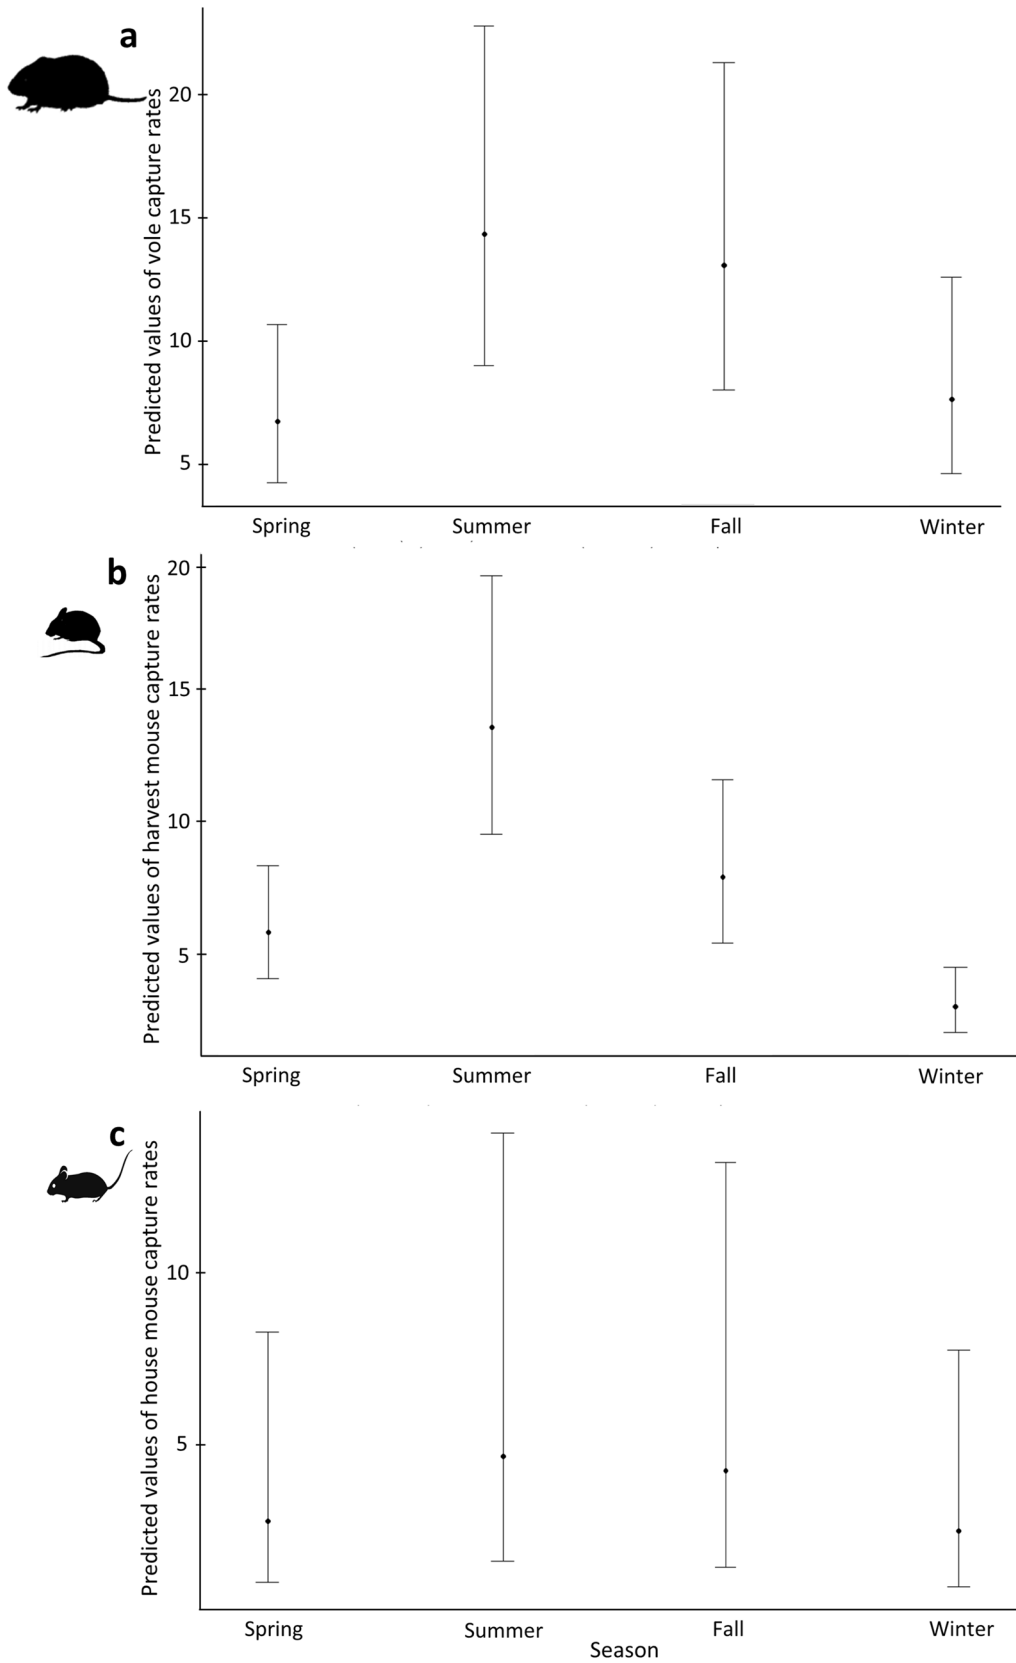 a
Predicted values of vole capture rates
20
15
10
5
Spring Summer Fall Winter
b
Predicted values of harvest mouse capture rates
20
15
10
5
Spring Summer Fall Winter
c
Predicted values of house mouse capture rates
10
5
Spring Summer Fall Winter
Season